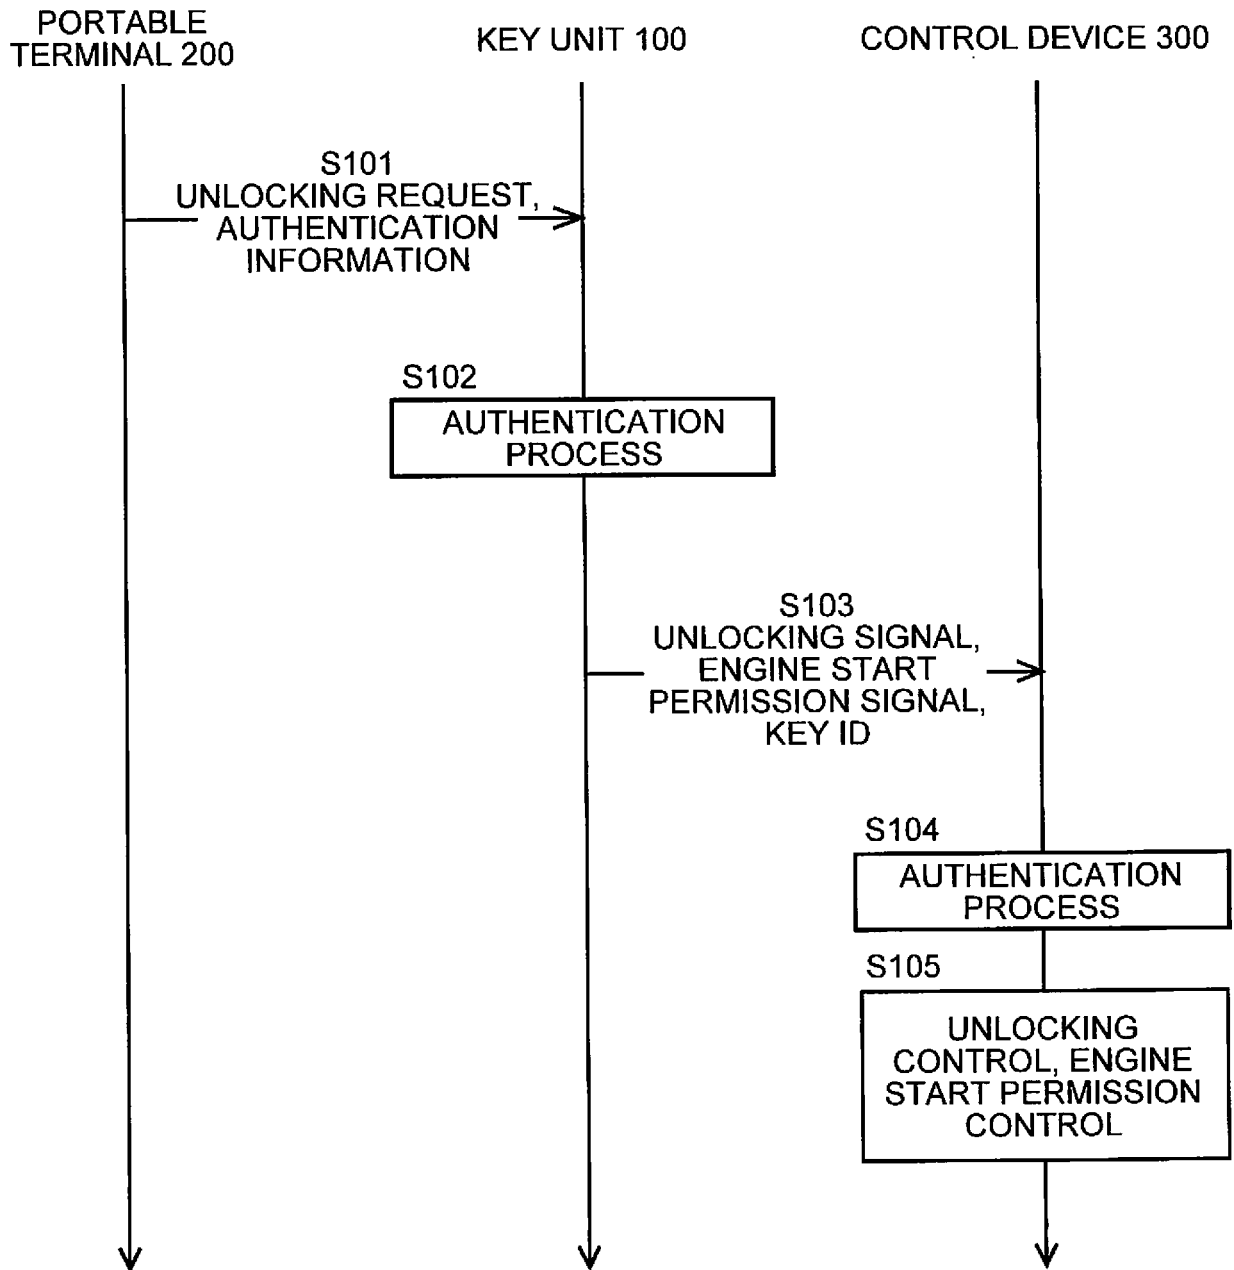 PORTABLE
TERMINAL 200
KEY UNIT 100
CONTROL DEVICE 300
S101
UNLOCKING REQUEST,
AUTHENTICATION
INFORMATION
S102
AUTHENTICATION
PROCESS
S103
UNLOCKING SIGNAL,
ENGINE START
PERMISSION SIGNAL,
KEY ID
S104
AUTHENTICATION
PROCESS
S105
UNLOCKING
CONTROL, ENGINE
START PERMISSION
CONTROL